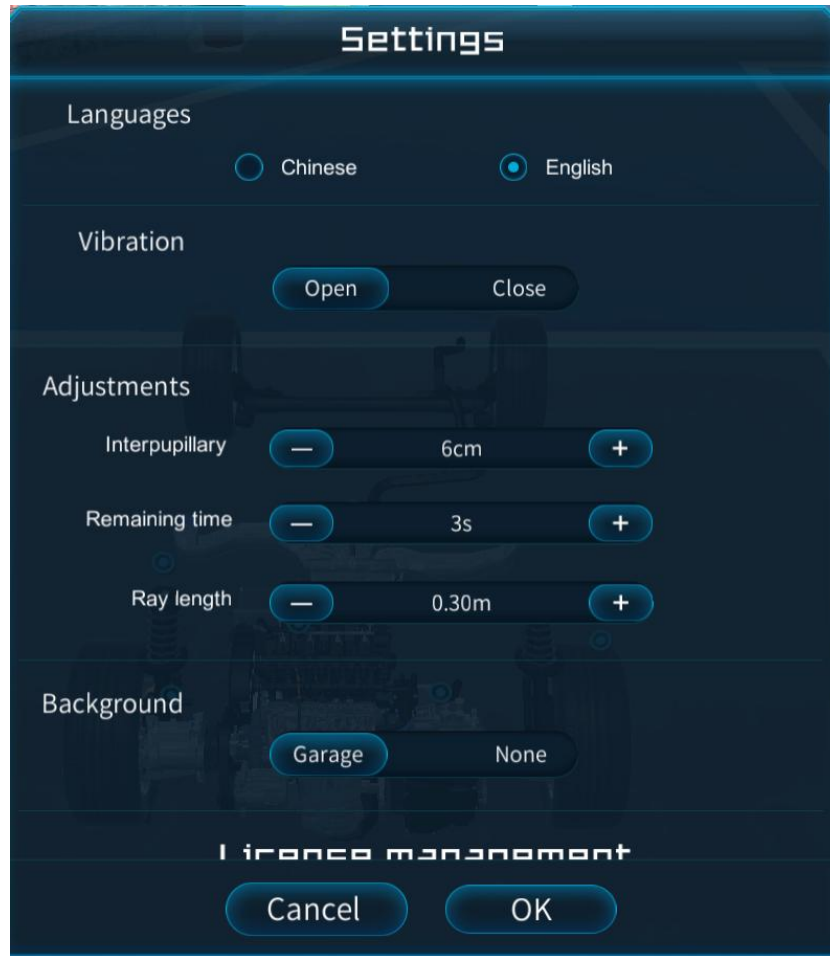 Settings
Languages
Chinese English
Vibration
Open Close
Adjustments
Interpupillary — 6cm +
Remaining time — 3s +
Ray length — 0.30m +
Background
Garage None
management
Cancel OK